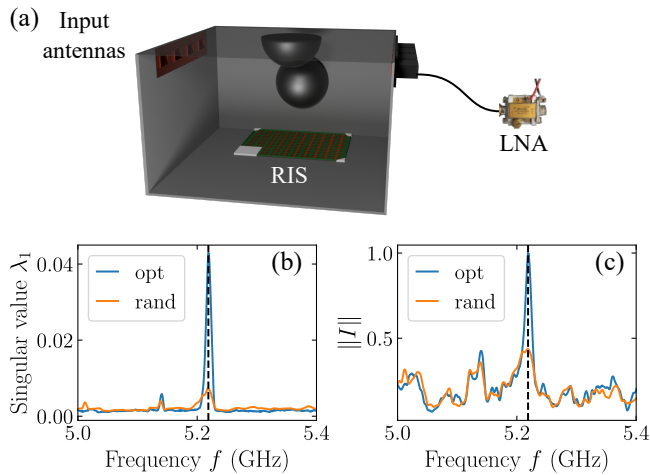 (a)
Input
antennas
RIS
LNA
Singular value λ₁
0.04
0.02
0.00
opt
rand
(b)
5.0
5.2
5.4
Frequency f (GHz)
||I||
1.0
0.5
opt
rand
(c)
5.0
5.2
5.4
Frequency f (GHz)